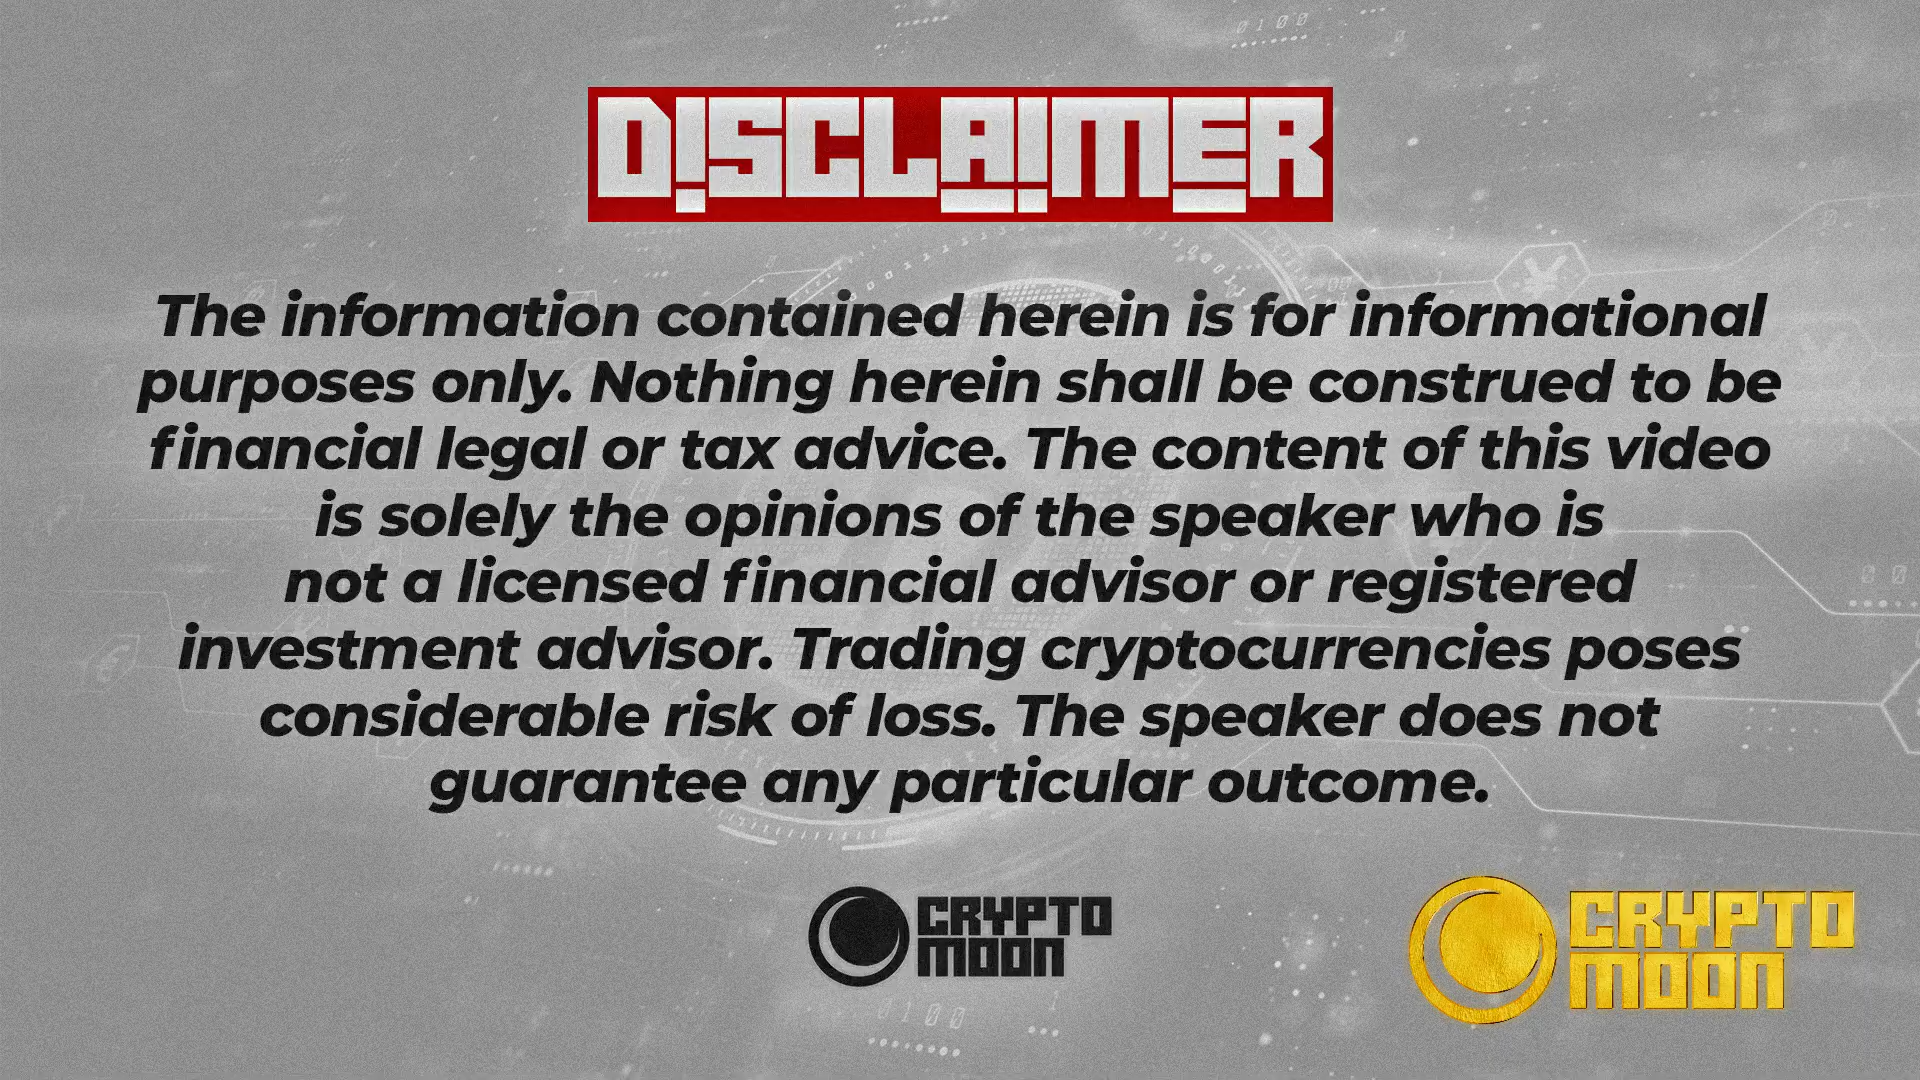 DISCLAIMER
The information contained herein is for informational
purposes only. Nothing herein shall be construed to be
financial legal or tax advice. The content of this video
is solely the opinions of the speaker who is
not a licensed financial advisor or registered
investment advisor. Trading cryptocurrencies poses
considerable risk of loss. The speaker does not
guarantee any particular outcome.
CRYPTO
MOON
CRYPTO
MOON